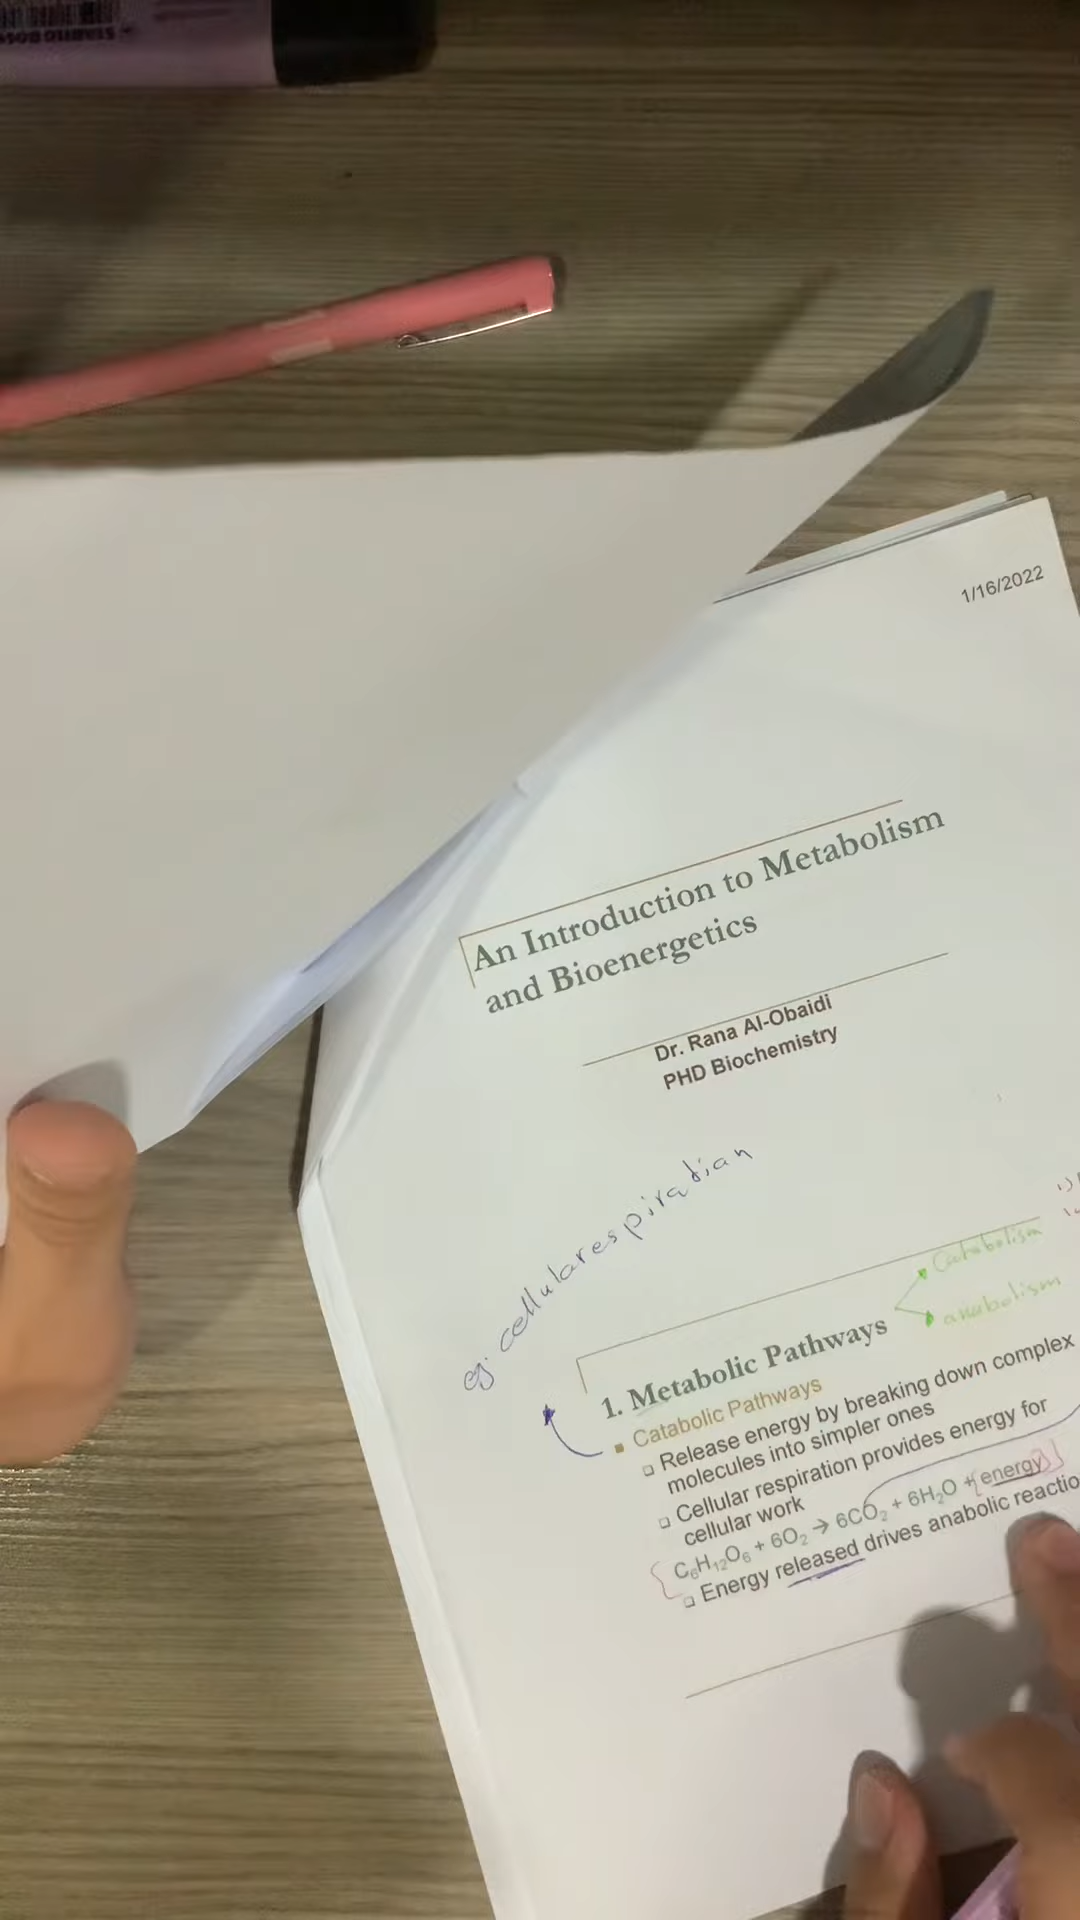 STABILO BOSS
1/16/2022
An Introduction to Metabolism
and Bioenergetics
Dr. Rana Al-Obaidi
PHD Biochemistry
eg. cellularespiration
Catabolism
anabolism
1. Metabolic Pathways
Catabolic Pathways
Release energy by breaking down complex
molecules into simpler ones
Cellular respiration provides energy for
cellular work
C₆H₁₂O₆ + 6O₂ → 6CO₂ + 6H₂O + {energy}
Energy released drives anabolic reactio